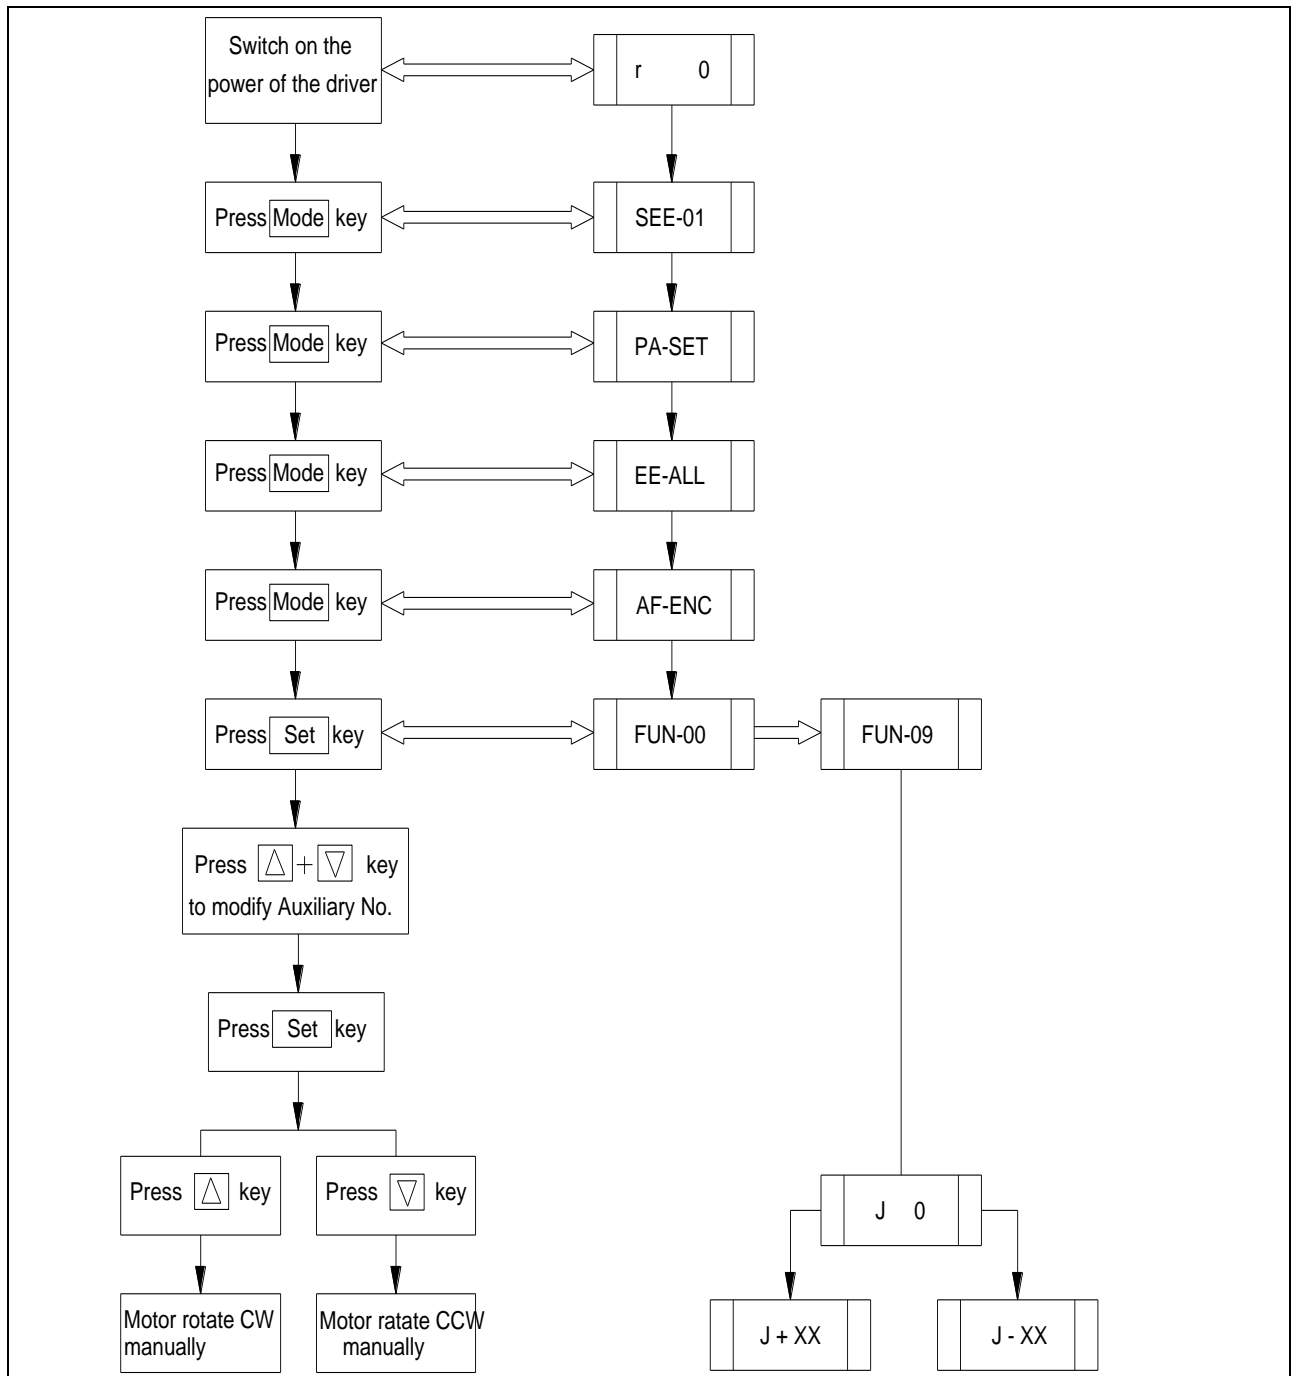 Switch on the
power of the driver
r 0
Press Mode key
SEE-01
Press Mode key
PA-SET
Press Mode key
EE-ALL
Press Mode key
AF-ENC
Press Set key
FUN-00
FUN-09
Press △ + ▽ key
to modify Auxiliary No.
Press Set key
Press △ key
Press ▽ key
J 0
Motor rotate CW
manually
Motor ratate CCW
manually
J + XX
J - XX